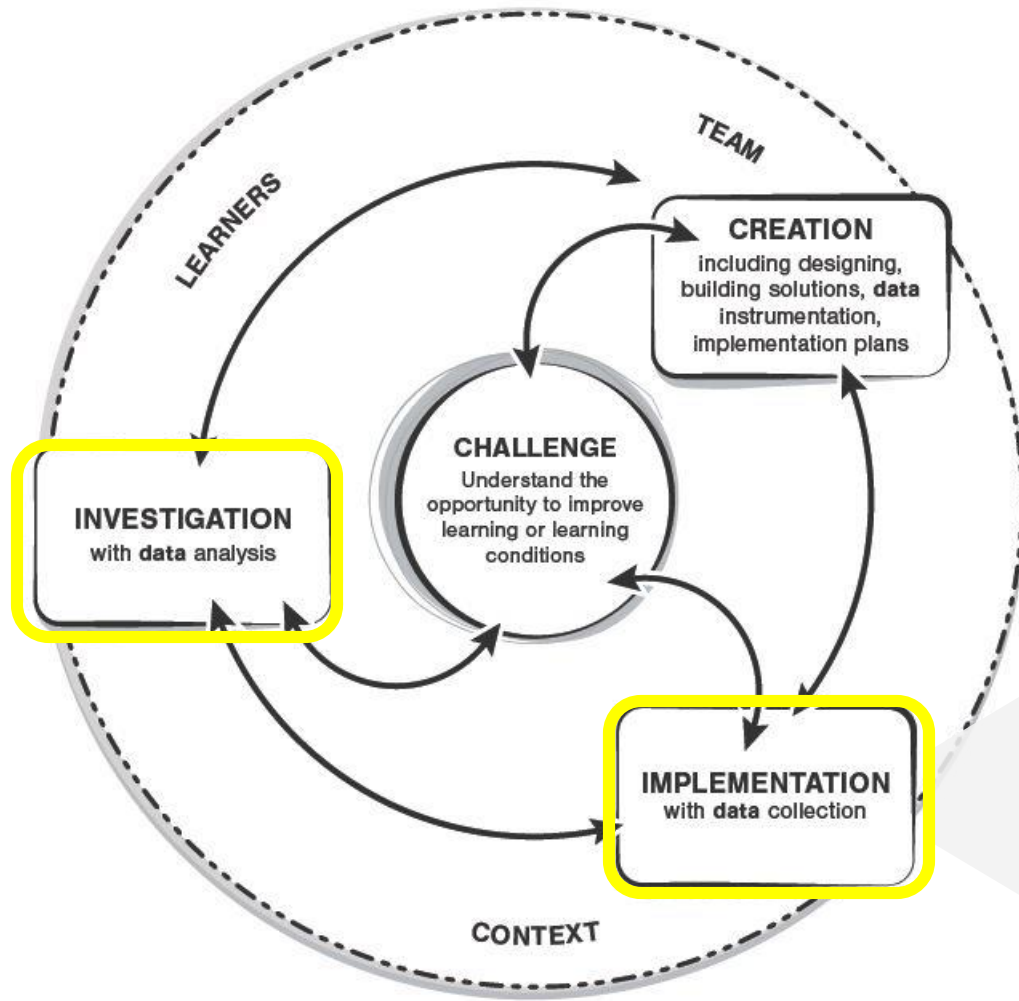 TEAM
LEARNERS
CREATION
including designing,
building solutions, data
instrumentation,
implementation plans
CHALLENGE
Understand the
opportunity to improve
learning or learning
conditions
INVESTIGATION
with data analysis
IMPLEMENTATION
with data collection
CONTEXT